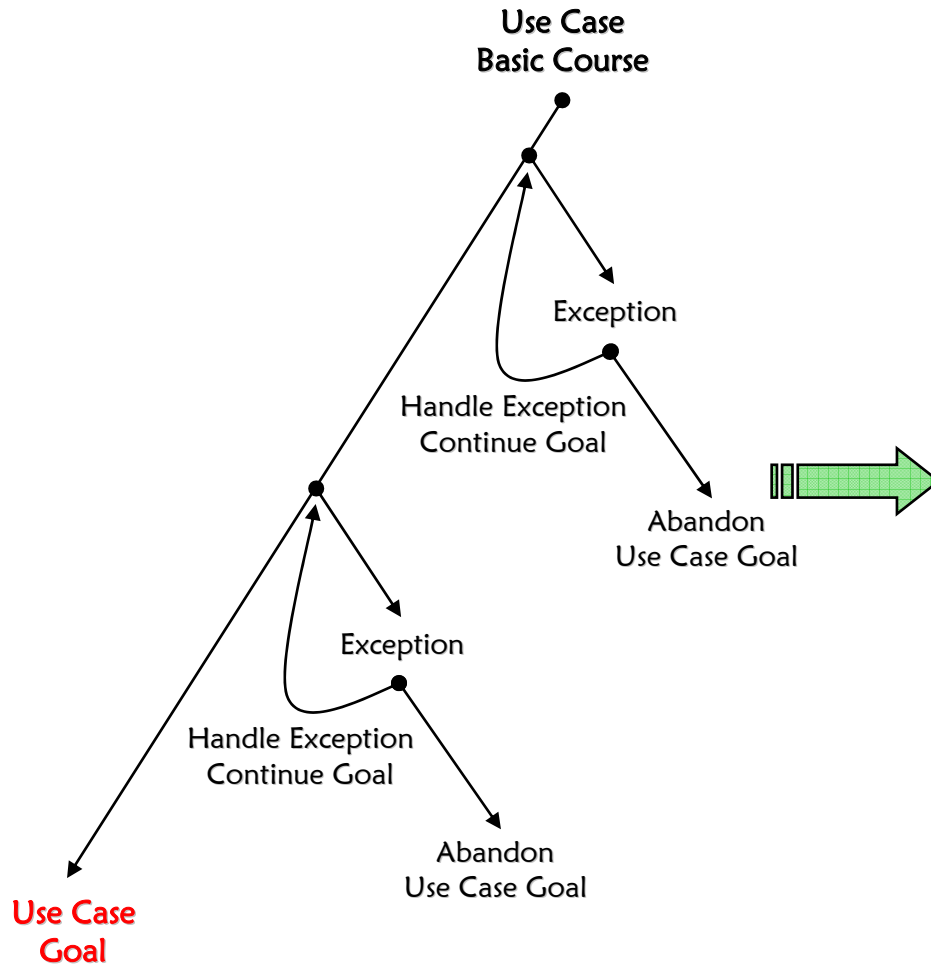 Use Case
Basic Course
Exception
Handle Exception
Continue Goal
Abandon
Use Case Goal
Exception
Handle Exception
Continue Goal
Abandon
Use Case Goal
Use Case
Goal